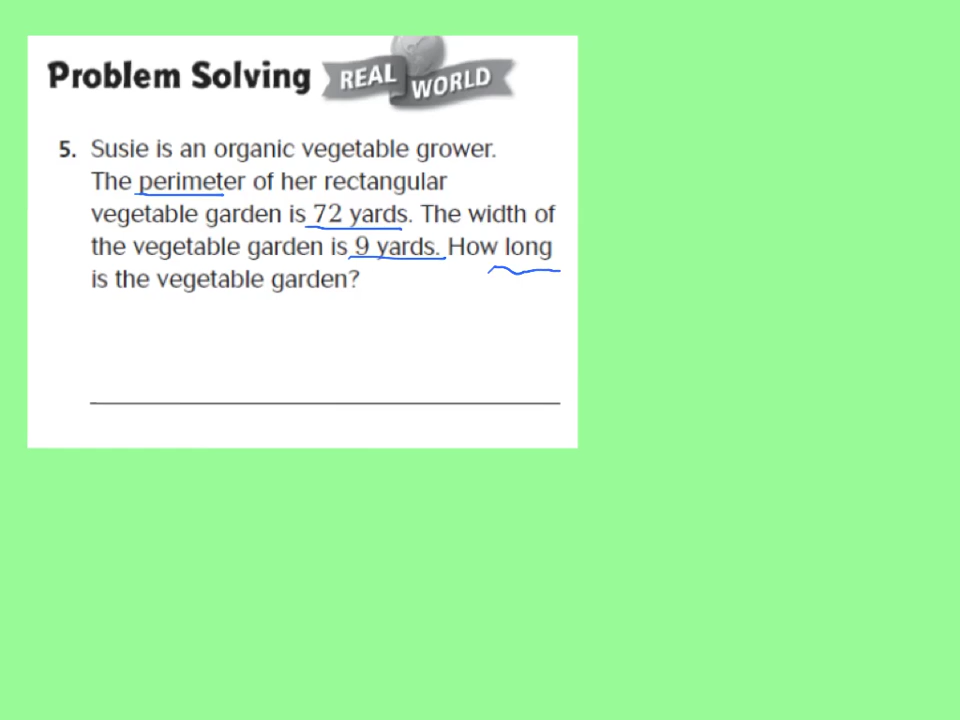 Problem Solving REAL WORLD
5. Susie is an organic vegetable grower.
The perimeter of her rectangular
vegetable garden is 72 yards. The width of
the vegetable garden is 9 yards. How long
is the vegetable garden?